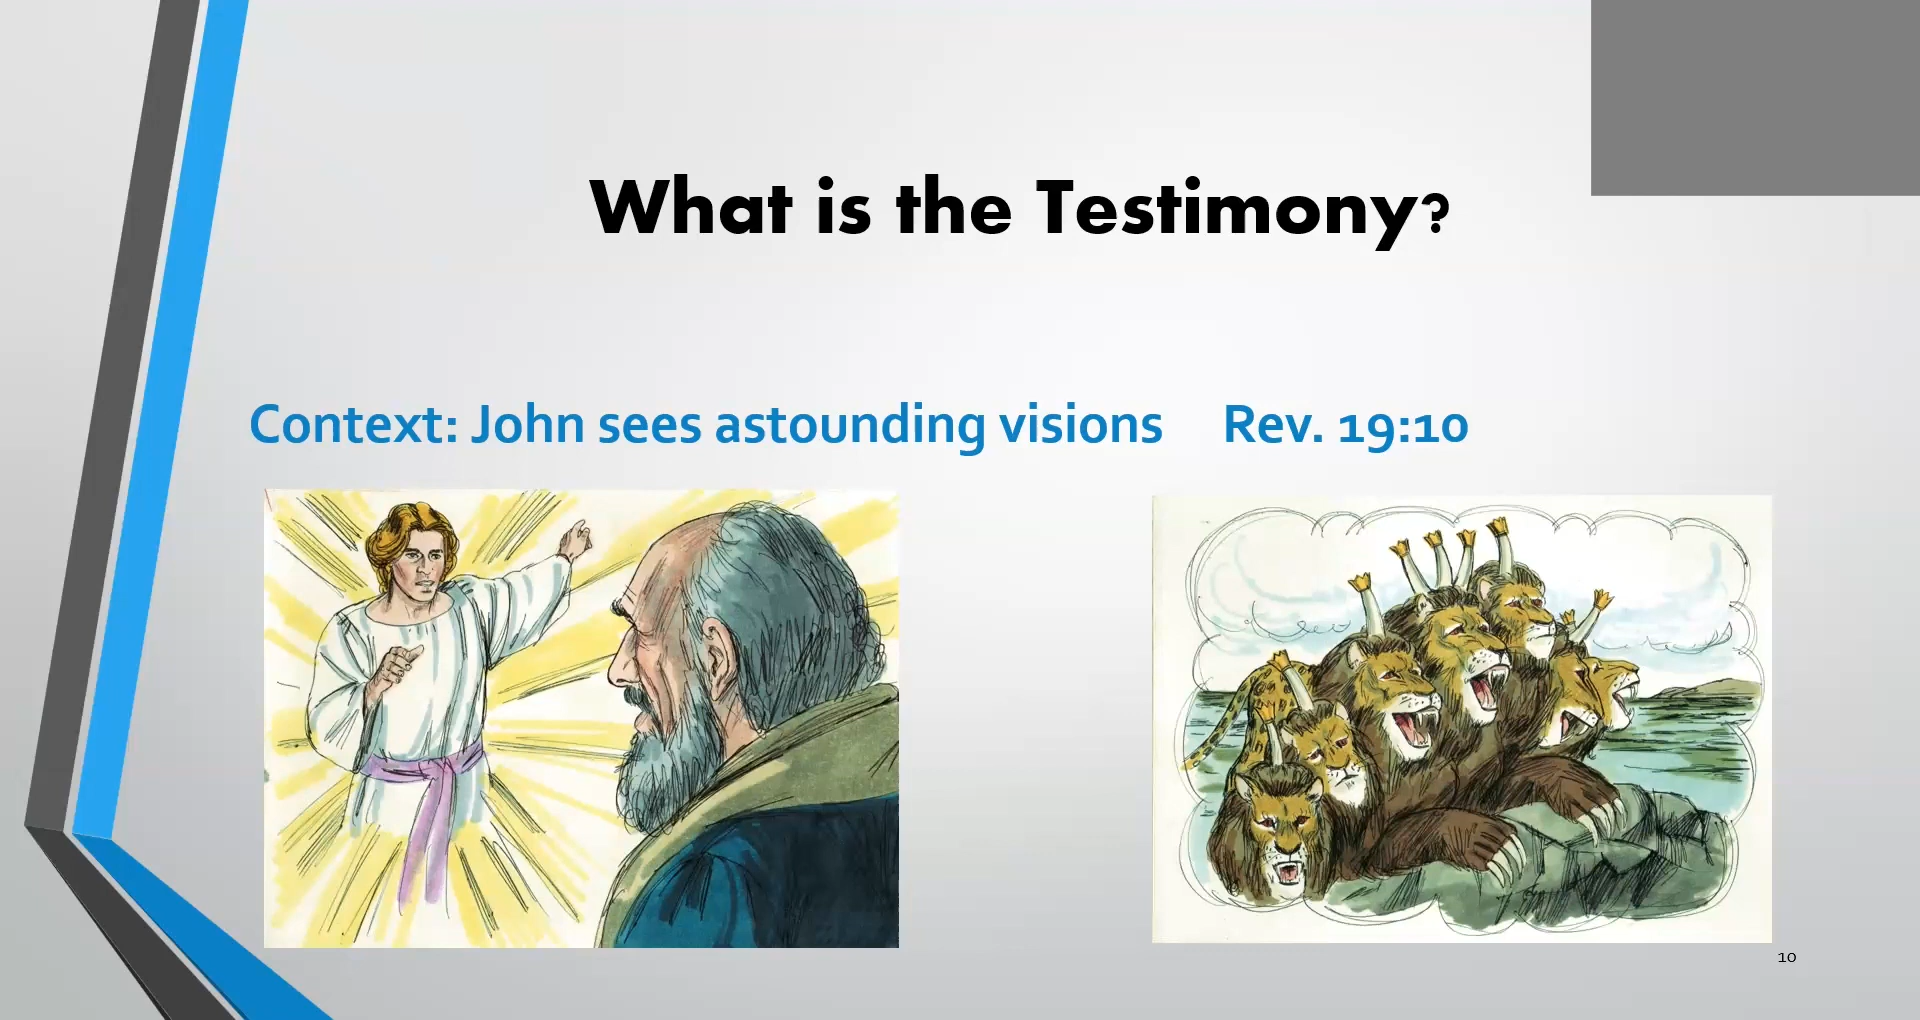 What is the Testimony?
Context: John sees astounding visions Rev. 19:10
10